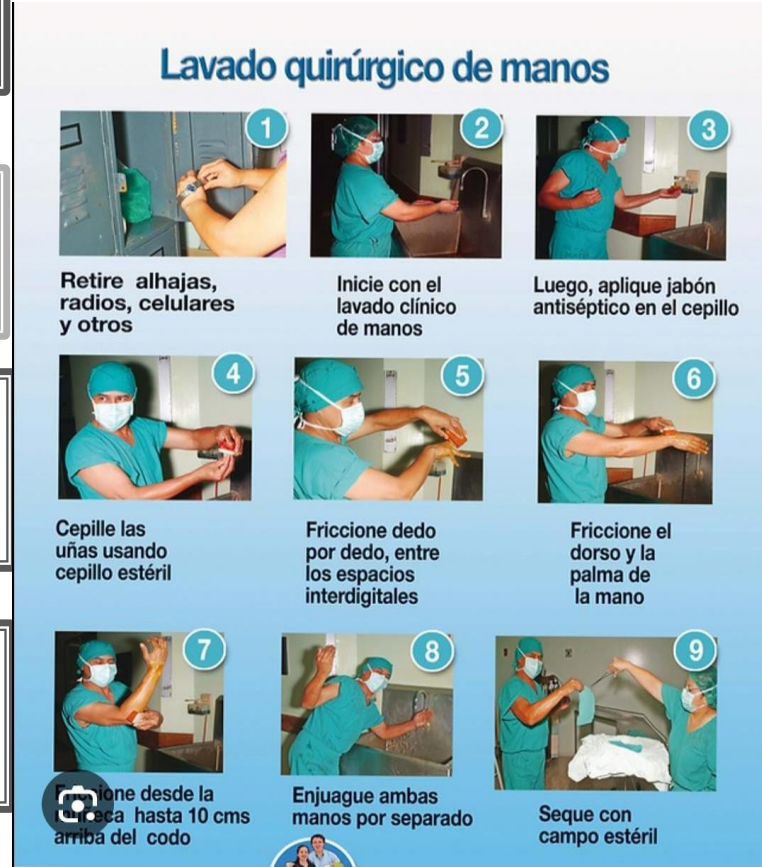 Lavado quirúrgico de manos
1
2
3
Retire alhajas,
radios, celulares
y otros
Inicie con el
lavado clínico
de manos
Luego, aplique jabón
antiséptico en el cepillo
4
5
6
Cepille las
uñas usando
cepillo estéril
Friccione dedo
por dedo, entre
los espacios
interdigitales
Friccione el
dorso y la
palma de
la mano
7
8
9
Friccione desde la
muñeca hasta 10 cms
arriba del codo
Enjuague ambas
manos por separado
Seque con
campo estéril